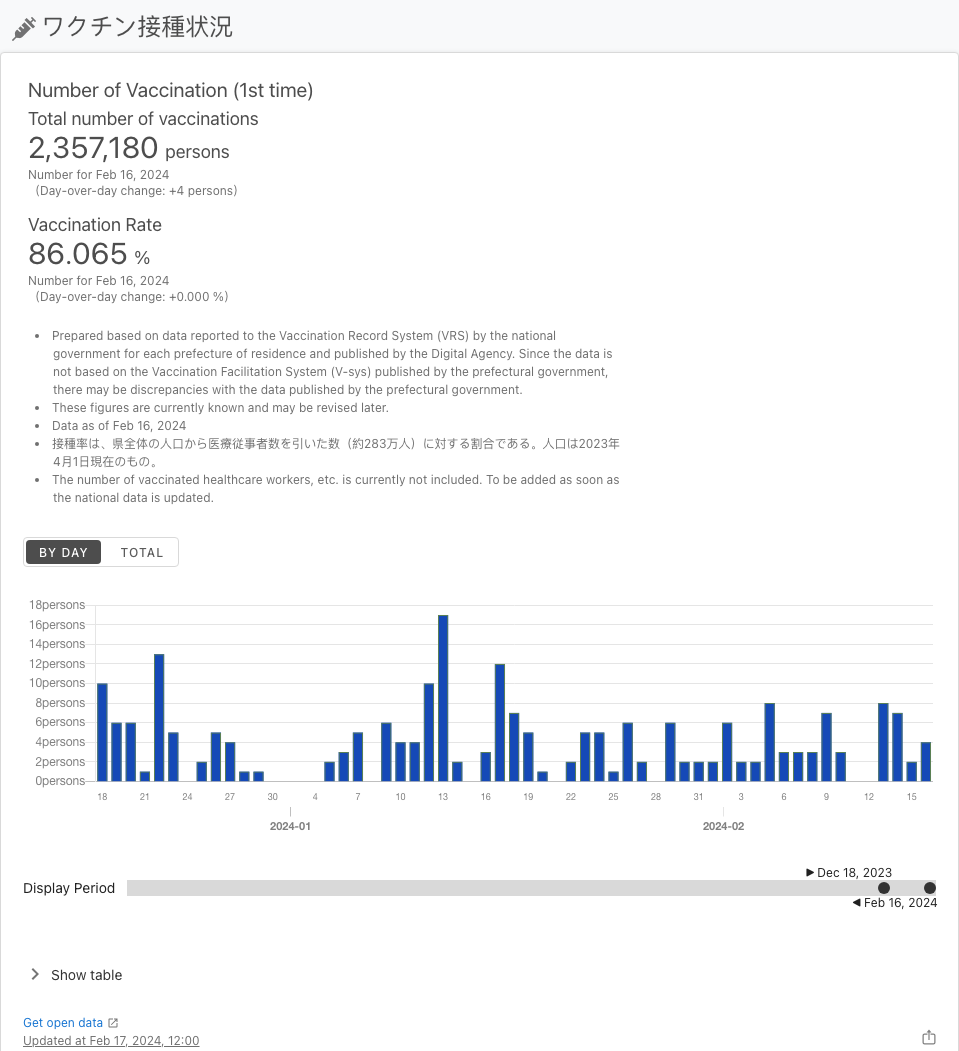 ワクチン接種状況
Number of Vaccination (1st time)
Total number of vaccinations
2,357,180 persons
Number for Feb 16, 2024
(Day-over-day change: +4 persons)
Vaccination Rate
86.065 %
Number for Feb 16, 2024
(Day-over-day change: +0.000 %)
• Prepared based on data reported to the Vaccination Record System (VRS) by the national
government for each prefecture of residence and published by the Digital Agency. Since the data is
not based on the Vaccination Facilitation System (V-sys) published by the prefectural government,
there may be discrepancies with the data published by the prefectural government.
• These figures are currently known and may be revised later.
• Data as of Feb 16, 2024
• 接種率は、県全体の人口から医療従事者数を引いた数（約283万人）に対する割合である。人口は2023年
4月1日現在のもの。
• The number of vaccinated healthcare workers, etc. is currently not included. To be added as soon as
the national data is updated.
BY DAY TOTAL
18persons
16persons
14persons
12persons
10persons
8persons
6persons
4persons
2persons
0persons
18 21 24 27 30 4 7 10 13 16 19 22 25 28 31 3 6 9 12 15
2024-01 2024-02
Dec 18, 2023
Display Period
Feb 16, 2024
Show table
Get open data
Updated at Feb 17, 2024, 12:00